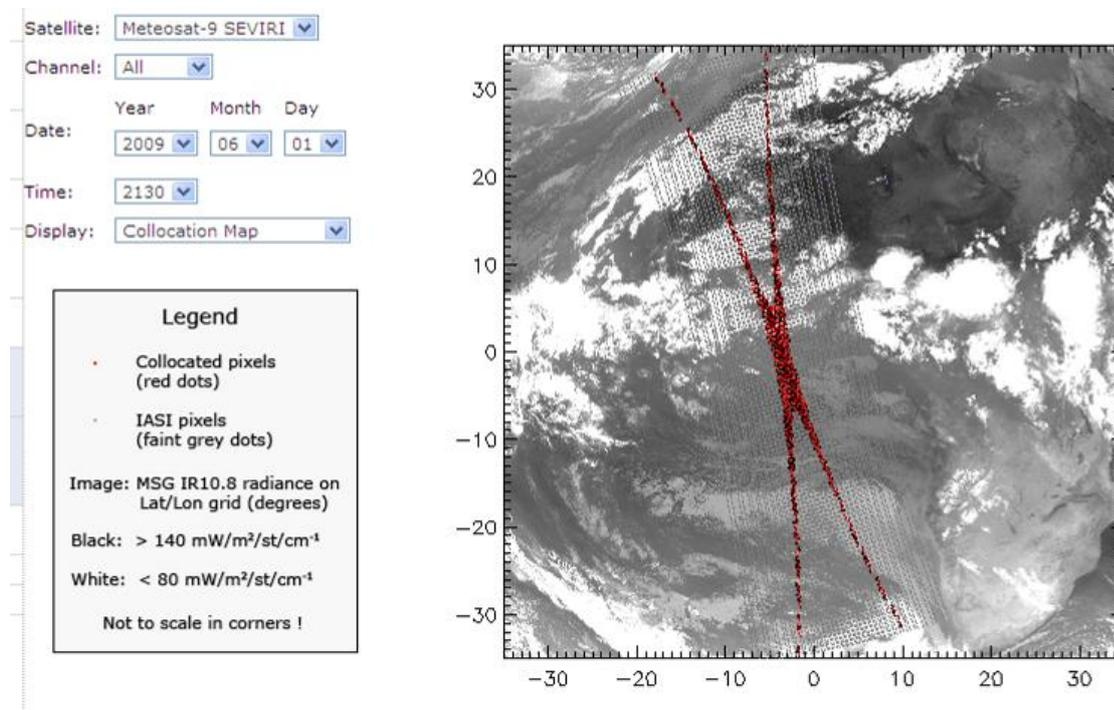 Satellite: Meteosat-9 SEVIRI
Channel: All
Year Month Day
Date: 2009 06 01
Time: 2130
Display: Collocation Map
Legend
Collocated pixels
(red dots)
IASI pixels
(faint grey dots)
Image: MSG IR10.8 radiance on
Lat/Lon grid (degrees)
Black: > 140 mW/m²/st/cm⁻¹
White: < 80 mW/m²/st/cm⁻¹
Not to scale in corners !
30
20
10
0
−10
−20
−30
−30 −20 −10 0 10 20 30